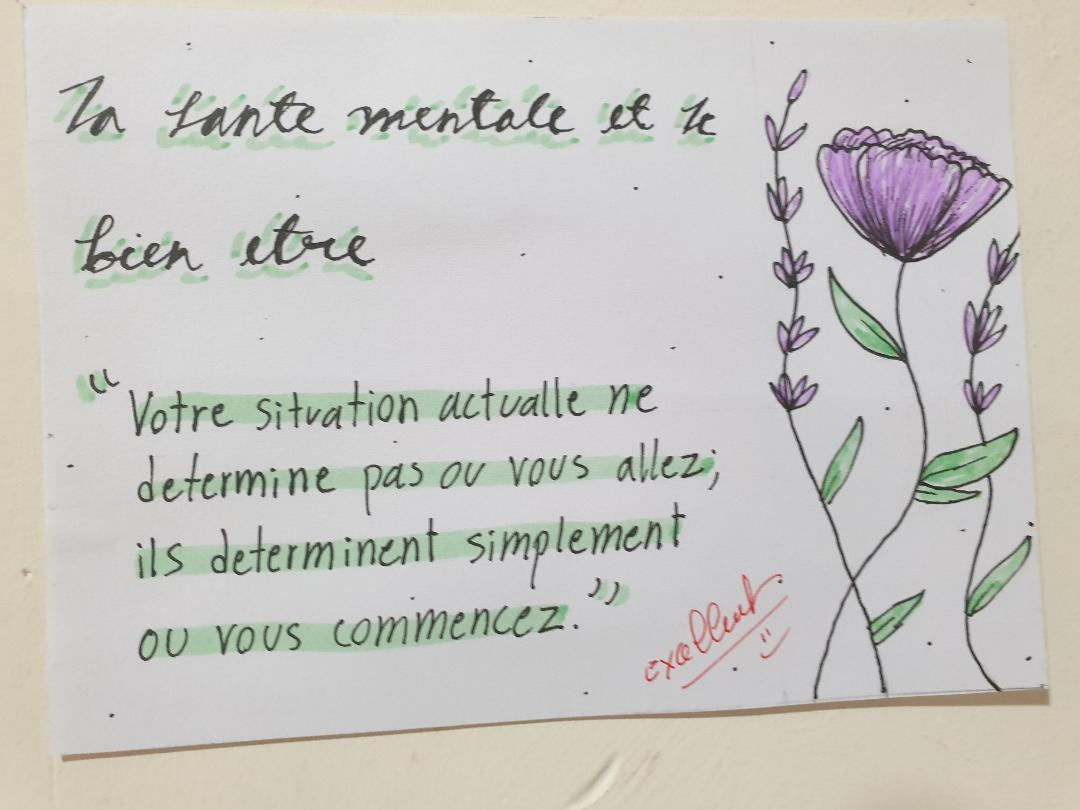 La sante mentale et le
bien etre
“Votre situation actualle ne
determine pas ou vous allez;
ils determinent simplement
ou vous commencez.”
excellent